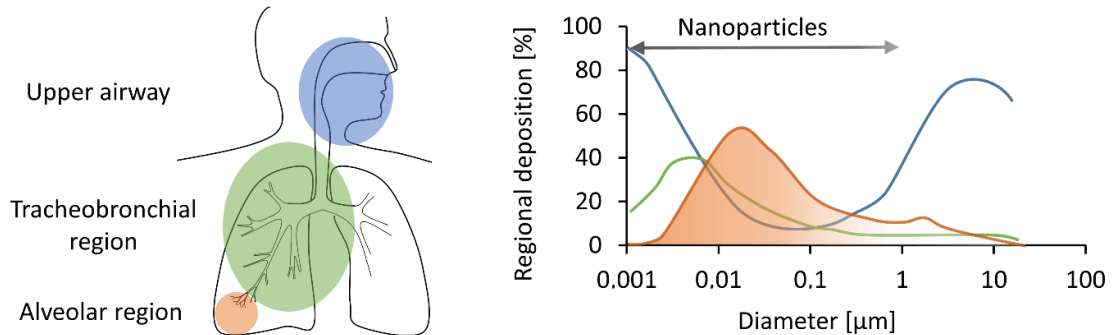 Upper airway
Tracheobronchial
region
Alveolar region
Regional deposition [%]
100
80
60
40
20
0
Nanoparticles
0.001
0.01
0.1
1
10
100
Diameter [µm]